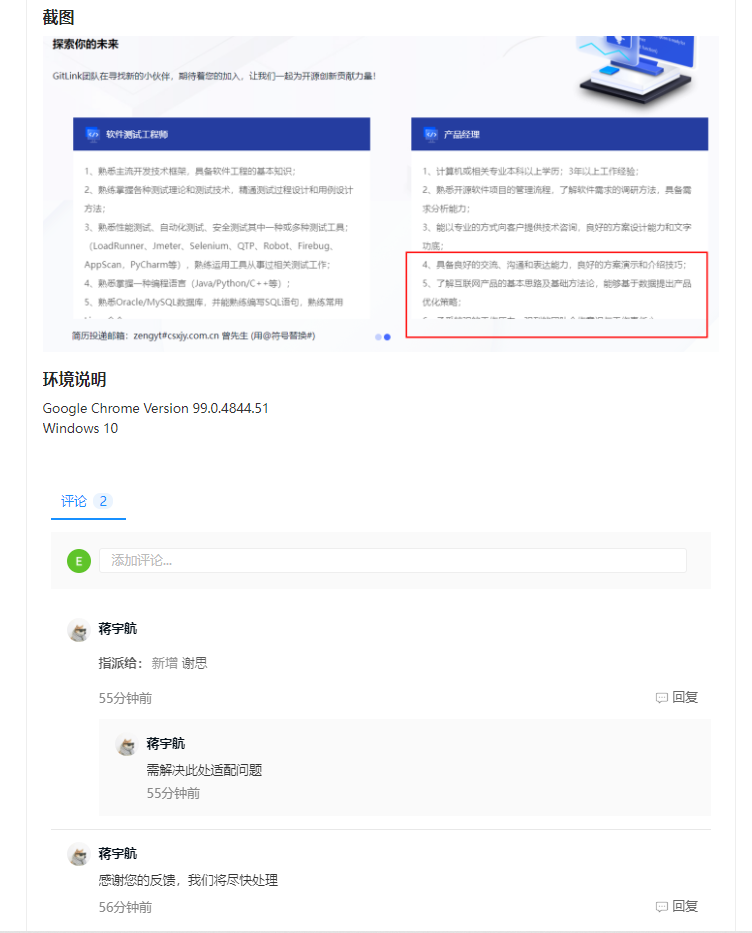 截图
探索你的未来
GitLink团队在寻找新的小伙伴，期待着您的加入，让我们一起为开源创新贡献力量！
软件测试工程师
1、熟悉主流开发技术框架，具备软件工程的基本知识；
2、熟练掌握各种测试理论和测试技术，精通测试过程设计和用例设计
方法；
3、熟悉性能测试、自动化测试、安全测试其中一种或多种测试工具；
（LoadRunner、Jmeter、Selenium、QTP、Robot、Firebug、
AppScan、PyCharm等），熟练运用工具从事过相关测试工作；
4、熟悉掌握一种编程语言（Java/Python/C++等）；
5、熟悉Oracle/MySQL数据库，并能熟练编写SQL语句，熟练常用
产品经理
1、计算机或相关专业本科以上学历；3年以上工作经验；
2、熟悉开源软件项目的管理流程，了解软件需求的调研方法，具备需
求分析能力；
3、能以专业的方式向客户提供技术咨询，良好的方案设计能力和文字
功底；
4、具备良好的交流、沟通和表达能力，良好的方案演示和介绍技巧；
5、了解互联网产品的基本思路及基础方法论，能够基于数据提出产品
优化策略；
简历投递邮箱：zengyt#csxjy.com.cn 曾先生 (用@符号替换#)
环境说明
Google Chrome Version 99.0.4844.51
Windows 10
评论 2
E
添加评论...
蒋宇航
指派给： 新增 谢思
55分钟前
回复
蒋宇航
需解决此处适配问题
55分钟前
蒋宇航
感谢您的反馈，我们将尽快处理
56分钟前
回复